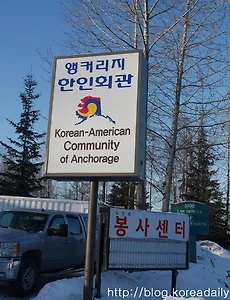 앵커리지
한인회관
Korean-American
Community
of Anchorage
봉사센터
http://blog.koreadaily